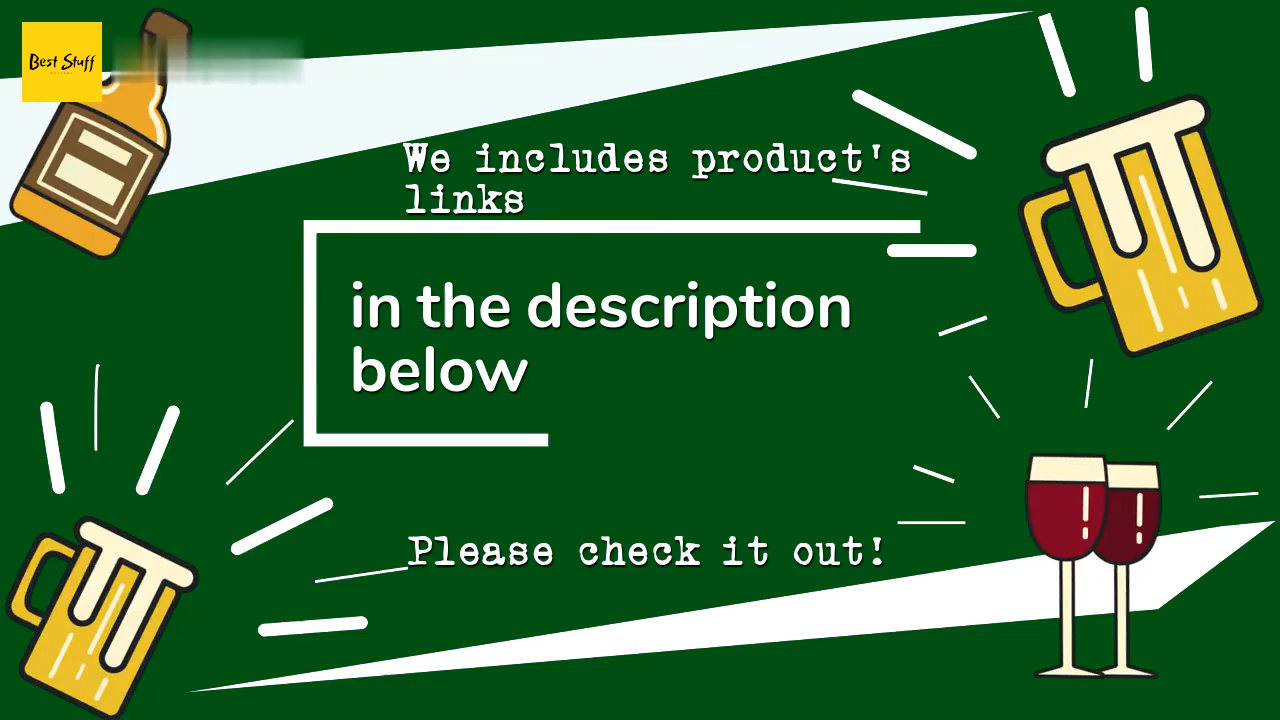 Best Stuff
We includes product's
links
in the description
below
Please check it out!